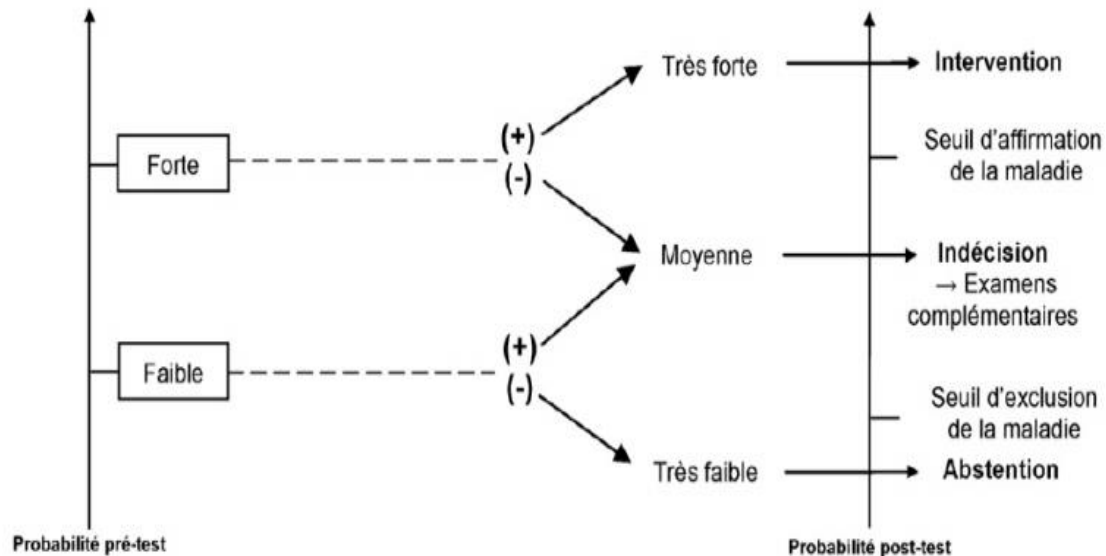 Très forte
Intervention
(+)
Seuil d'affirmation
de la maladie
Forte
(-)
Moyenne
Indécision
→ Examens
complémentaires
(+)
Faible
(-)
Seuil d'exclusion
de la maladie
Très faible
Abstention
Probabilité pré-test
Probabilité post-test